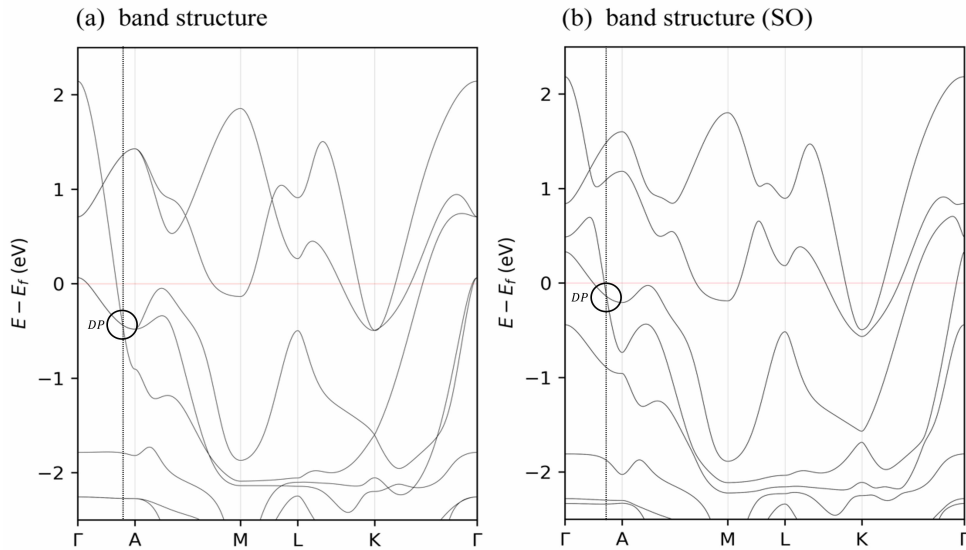 (a) band structure
(b) band structure (SO)
E − E_f (eV)
2
1
0
−1
−2
DP
Γ A M L K Γ
E − E_f (eV)
2
1
0
−1
−2
DP
Γ A M L K Γ